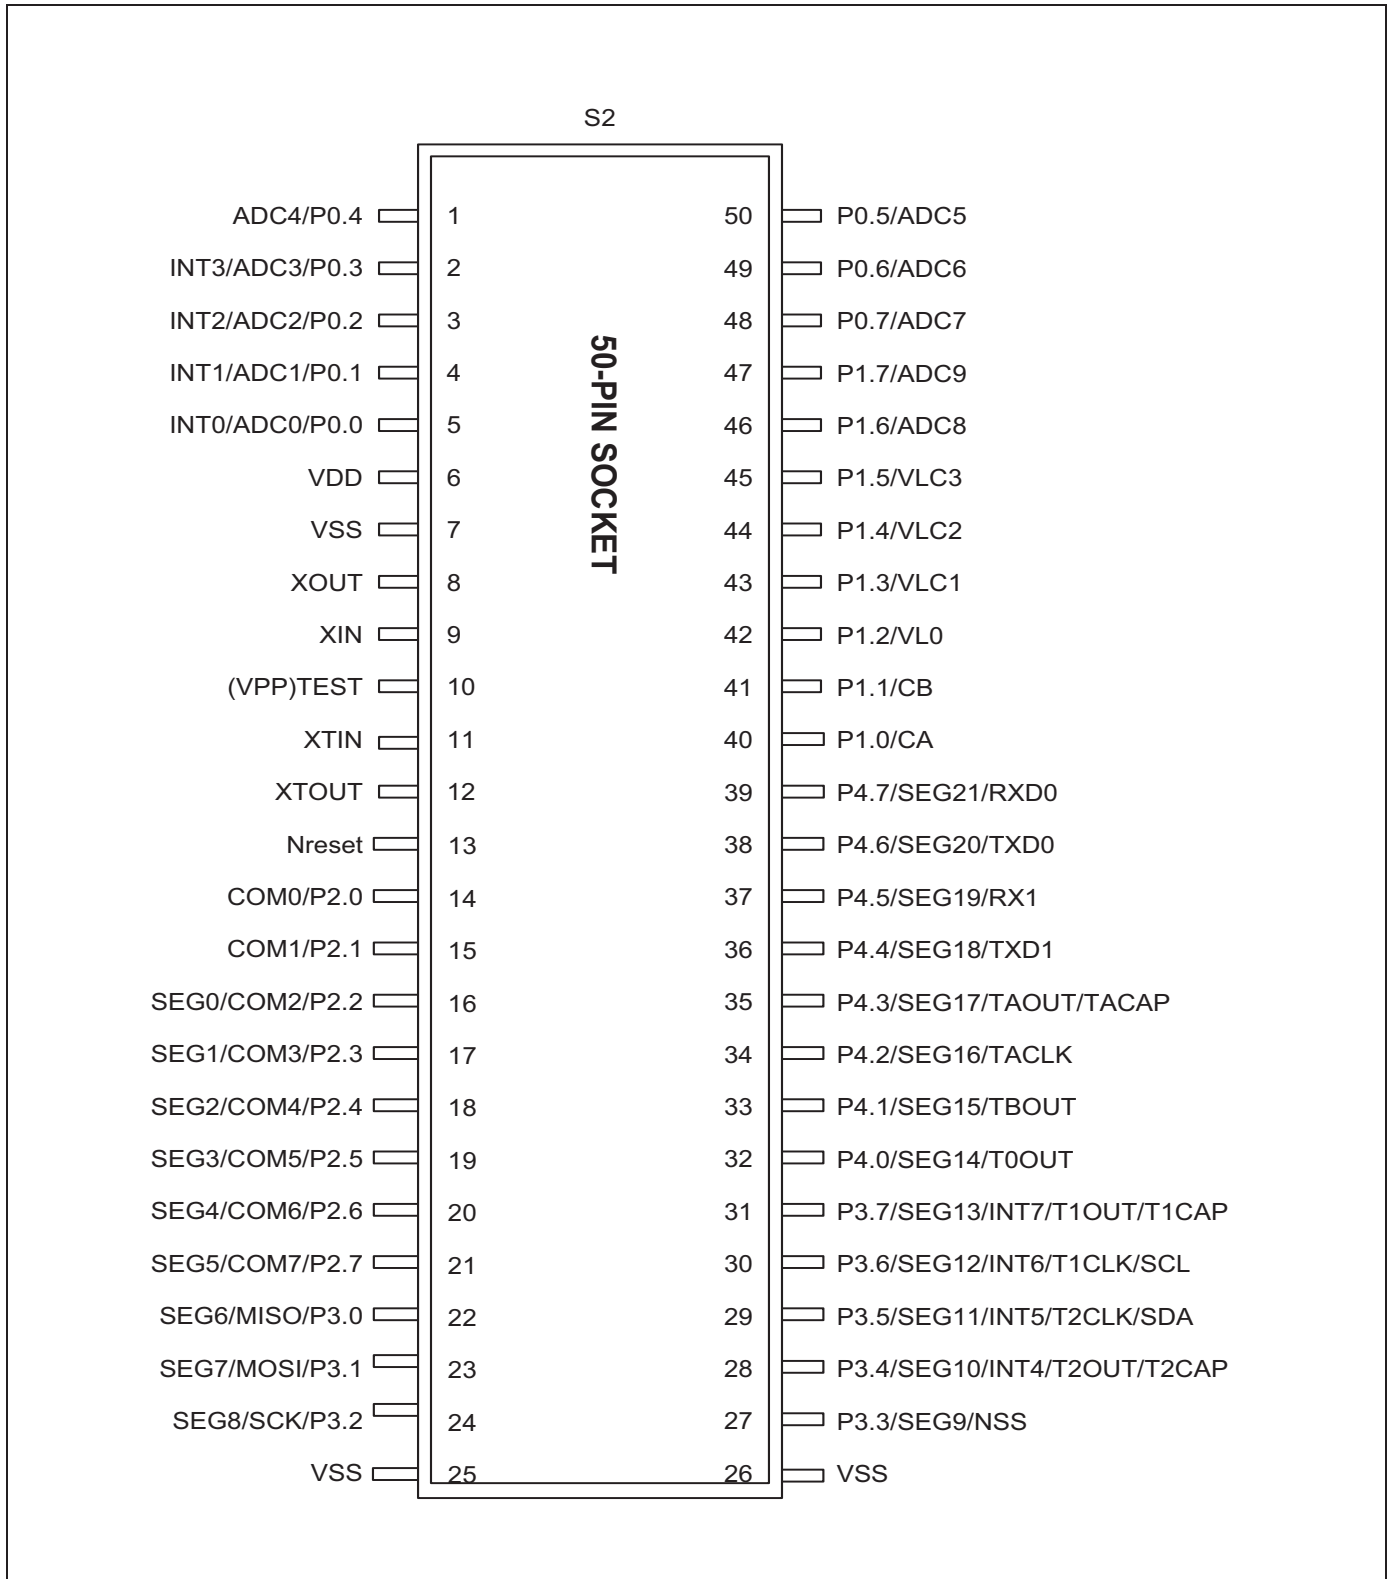 S2
ADC4/P0.4 1 50 P0.5/ADC5
INT3/ADC3/P0.3 2 49 P0.6/ADC6
INT2/ADC2/P0.2 3 48 P0.7/ADC7
INT1/ADC1/P0.1 4 47 P1.7/ADC9
INT0/ADC0/P0.0 5 46 P1.6/ADC8
VDD 6 45 P1.5/VLC3
VSS 7 44 P1.4/VLC2
XOUT 8 43 P1.3/VLC1
XIN 9 42 P1.2/VL0
(VPP)TEST 10 41 P1.1/CB
XTIN 11 40 P1.0/CA
XTOUT 12 39 P4.7/SEG21/RXD0
Nreset 13 38 P4.6/SEG20/TXD0
COM0/P2.0 14 37 P4.5/SEG19/RX1
COM1/P2.1 15 36 P4.4/SEG18/TXD1
SEG0/COM2/P2.2 16 35 P4.3/SEG17/TAOUT/TACAP
SEG1/COM3/P2.3 17 34 P4.2/SEG16/TACLK
SEG2/COM4/P2.4 18 33 P4.1/SEG15/TBOUT
SEG3/COM5/P2.5 19 32 P4.0/SEG14/T0OUT
SEG4/COM6/P2.6 20 31 P3.7/SEG13/INT7/T1OUT/T1CAP
SEG5/COM7/P2.7 21 30 P3.6/SEG12/INT6/T1CLK/SCL
SEG6/MISO/P3.0 22 29 P3.5/SEG11/INT5/T2CLK/SDA
SEG7/MOSI/P3.1 23 28 P3.4/SEG10/INT4/T2OUT/T2CAP
SEG8/SCK/P3.2 24 27 P3.3/SEG9/NSS
VSS 25 26 VSS
50-PIN SOCKET